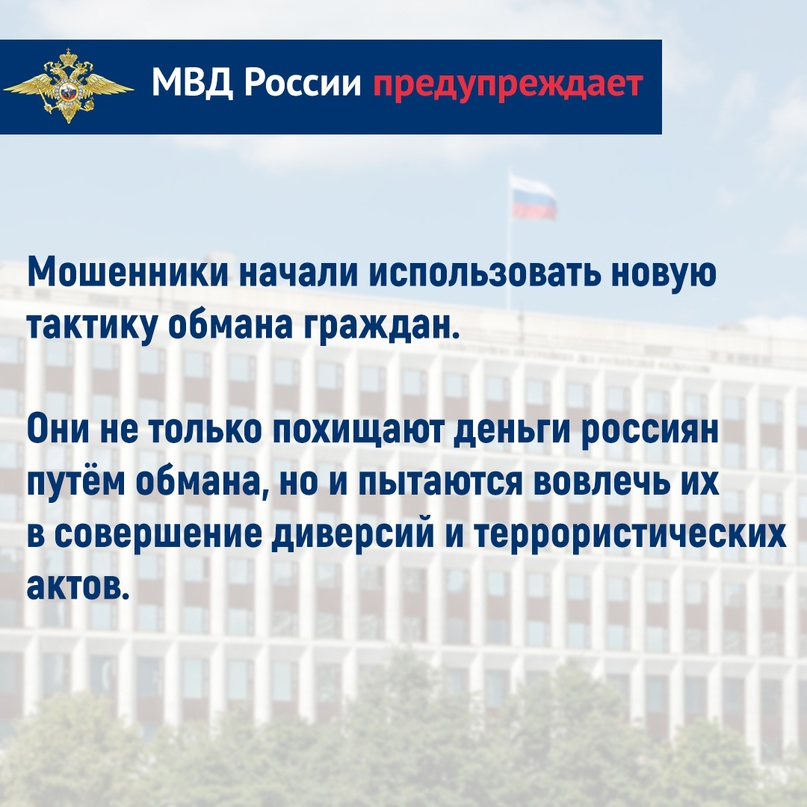 МВД России предупреждает
Мошенники начали использовать новую
тактику обмана граждан.
Они не только похищают деньги россиян
путём обмана, но и пытаются вовлечь их
в совершение диверсий и террористических
актов.